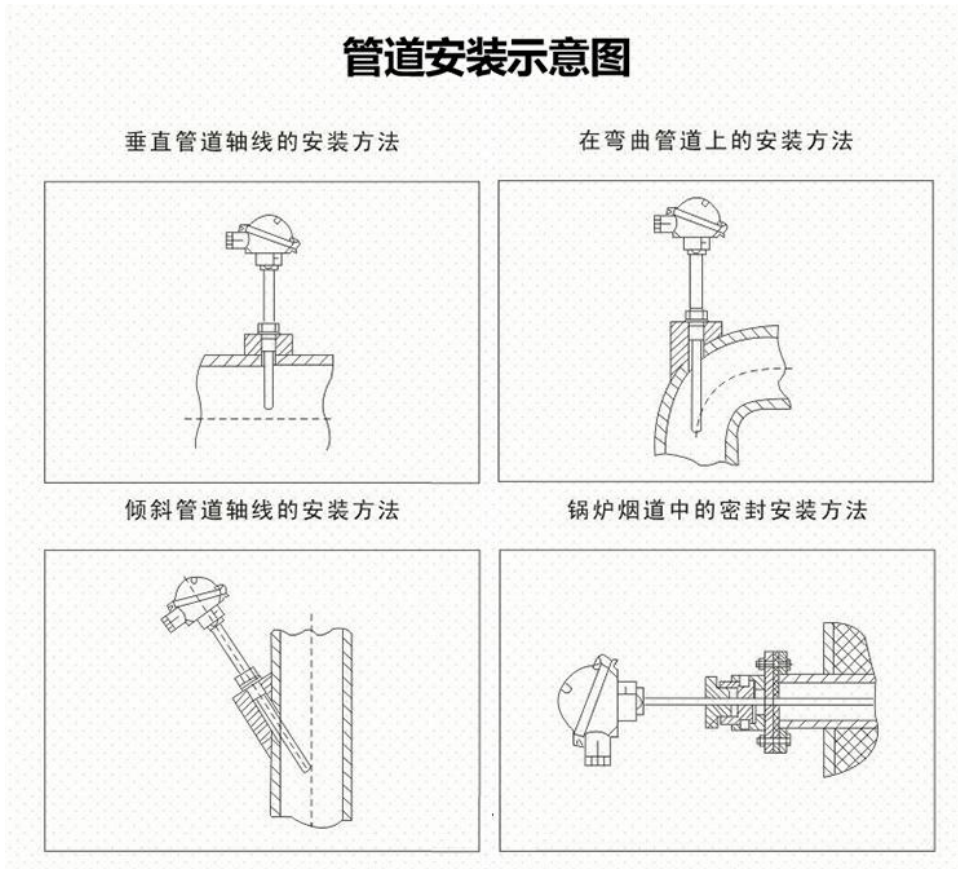 管道安装示意图
垂直管道轴线的安装方法
在弯曲管道上的安装方法
倾斜管道轴线的安装方法
锅炉烟道中的密封安装方法